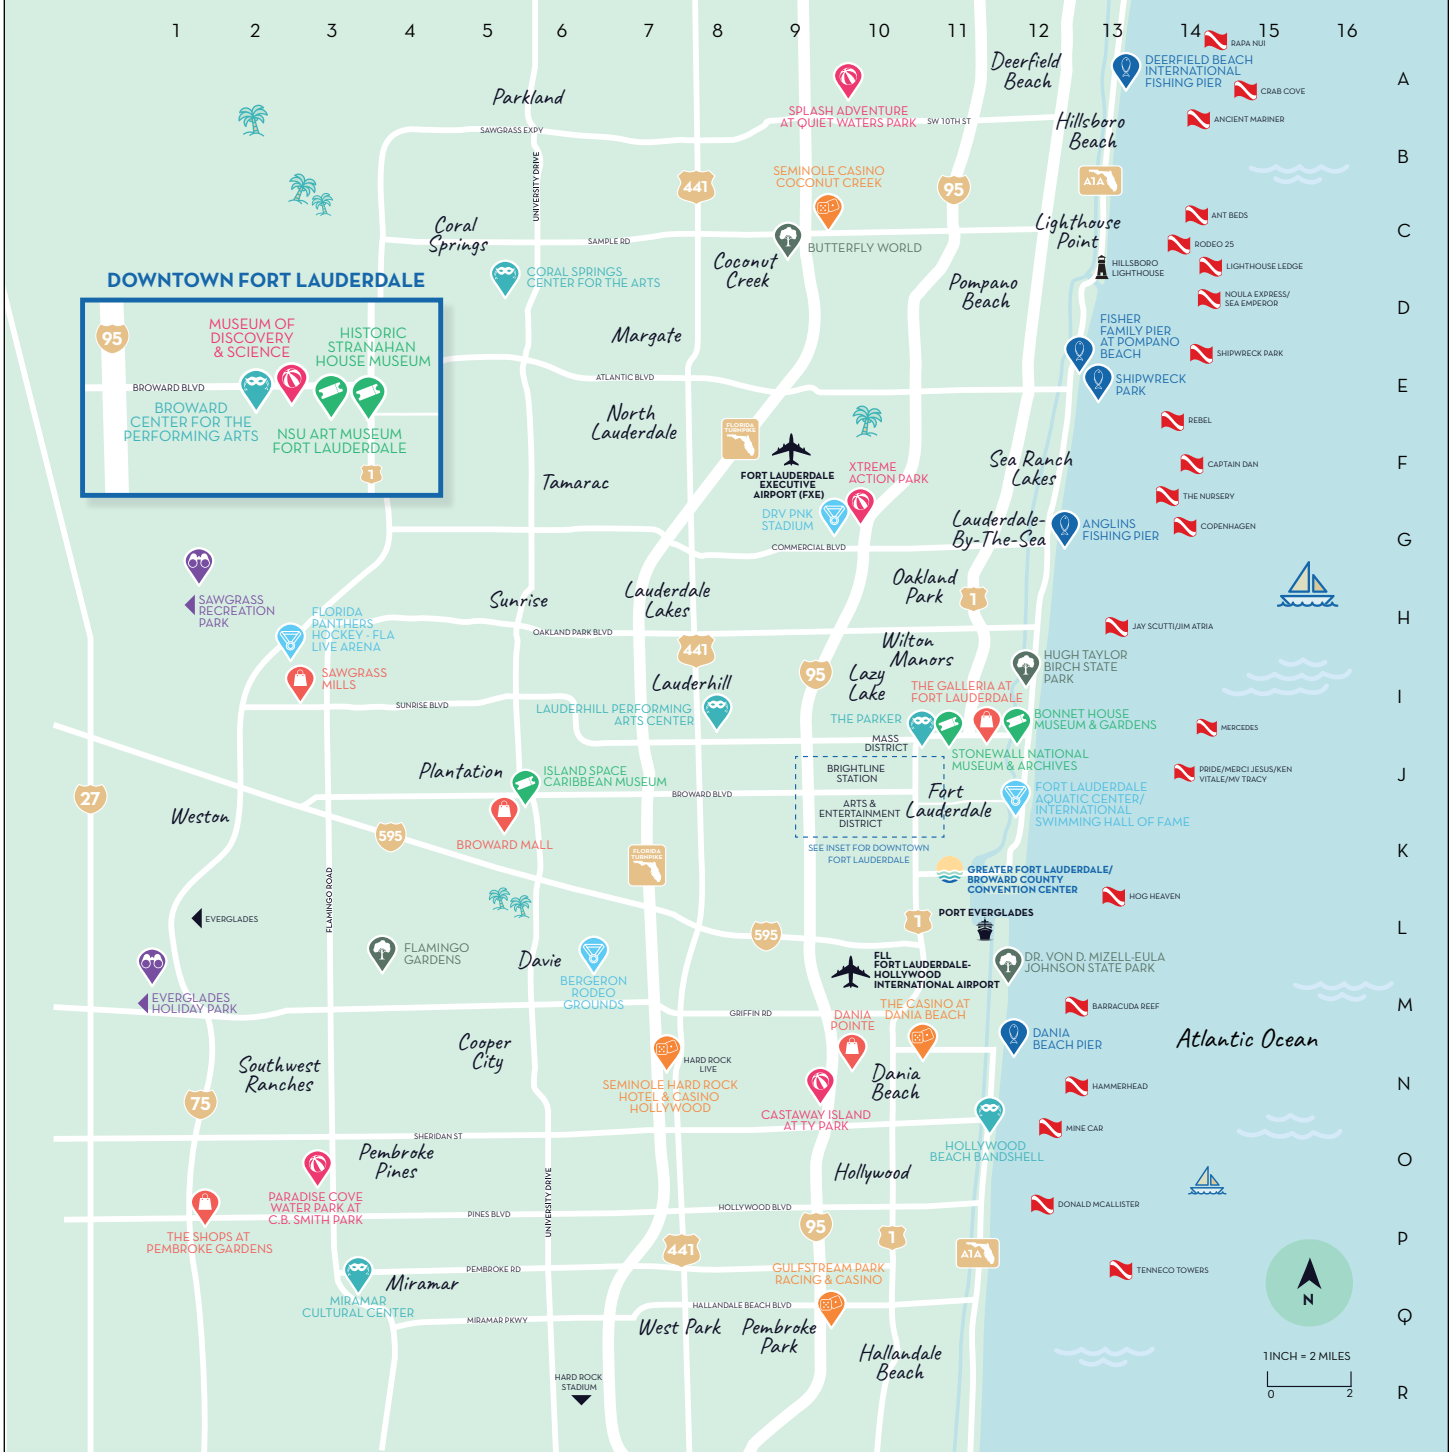 1 2 3 4 5 6 7 8 9 10 11 12 13 14 15 16
A
B
C
D
E
F
G
H
I
J
K
L
M
N
O
P
Q
R
RAPA NUI
Deerfield
Beach
DEERFIELD BEACH
INTERNATIONAL
FISHING PIER
CRAB COVE
Parkland
SPLASH ADVENTURE
AT QUIET WATERS PARK
SW 10TH ST
ANCIENT MARINER
SAWGRASS EXPY
Hillsboro
Beach
UNIVERSITY DRIVE
441
SEMINOLE CASINO
COCONUT CREEK
95
A1A
Coral
Springs
SAMPLE RD
BUTTERFLY WORLD
Lighthouse
Point
ANT BEDS
RODEO 25
HILLSBORO
LIGHTHOUSE
LIGHTHOUSE LEDGE
Coconut
Creek
CORAL SPRINGS
CENTER FOR THE ARTS
Pompano
Beach
NOULA EXPRESS/
SEA EMPEROR
DOWNTOWN FORT LAUDERDALE
95
MUSEUM OF
DISCOVERY
& SCIENCE
HISTORIC
STRANAHAN
HOUSE MUSEUM
BROWARD BLVD
BROWARD
CENTER FOR THE
PERFORMING ARTS
NSU ART MUSEUM
FORT LAUDERDALE
1
Margate
FISHER
FAMILY PIER
AT POMPANO
BEACH
SHIPWRECK PARK
ATLANTIC BLVD
SHIPWRECK
PARK
North
Lauderdale
FLORIDA
TURNPIKE
REBEL
Tamarac
FORT LAUDERDALE
EXECUTIVE
AIRPORT (FXE)
XTREME
ACTION PARK
Sea Ranch
Lakes
CAPTAIN DAN
THE NURSERY
DRV PNK
STADIUM
Lauderdale-
By-The-Sea
ANGLINS
FISHING PIER
COPENHAGEN
COMMERCIAL BLVD
SAWGRASS
RECREATION
PARK
Sunrise
Lauderdale
Lakes
Oakland
Park
1
FLORIDA
PANTHERS
HOCKEY - FLA
LIVE ARENA
OAKLAND PARK BLVD
441
Wilton
Manors
JAY SCUTTI/JIM ATRIA
SAWGRASS
MILLS
95
Lazy
Lake
HUGH TAYLOR
BIRCH STATE
PARK
Lauderhill
THE GALLERIA AT
FORT LAUDERDALE
SUNRISE BLVD
LAUDERHILL PERFORMING
ARTS CENTER
THE PARKER
BONNET HOUSE
MUSEUM & GARDENS
MERCEDES
MASS
DISTRICT
STONEWALL NATIONAL
MUSEUM & ARCHIVES
Plantation
ISLAND SPACE
CARIBBEAN MUSEUM
BRIGHTLINE
STATION
PRIDE/MERCI JESUS/KEN
VITALE/MV TRACY
27
BROWARD BLVD
ARTS &
ENTERTAINMENT
DISTRICT
Fort
Lauderdale
FORT LAUDERDALE
AQUATIC CENTER/
INTERNATIONAL
SWIMMING HALL OF FAME
Weston
595
BROWARD MALL
FLORIDA
TURNPIKE
SEE INSET FOR DOWNTOWN
FORT LAUDERDALE
GREATER FORT LAUDERDALE/
BROWARD COUNTY
CONVENTION CENTER
HOG HEAVEN
FLAMINGO ROAD
EVERGLADES
595
1
PORT EVERGLADES
FLAMINGO
GARDENS
Davie
BERGERON
RODEO
GROUNDS
FLL
FORT LAUDERDALE-
HOLLYWOOD
INTERNATIONAL AIRPORT
DR. VON D. MIZELL-EULA
JOHNSON STATE PARK
EVERGLADES
HOLIDAY PARK
GRIFFIN RD
THE CASINO AT
DANIA BEACH
BARRACUDA REEF
DANIA
POINTE
DANIA
BEACH PIER
Atlantic Ocean
Cooper
City
HARD ROCK
LIVE
Southwest
Ranches
SEMINOLE HARD ROCK
HOTEL & CASINO
HOLLYWOOD
Dania
Beach
HAMMERHEAD
75
CASTAWAY ISLAND
AT TY PARK
MINE CAR
SHERIDAN ST
HOLLYWOOD
BEACH BANDSHELL
Pembroke
Pines
Hollywood
PARADISE COVE
WATER PARK AT
C.B. SMITH PARK
UNIVERSITY DRIVE
PINES BLVD
HOLLYWOOD BLVD
DONALD MCALLISTER
THE SHOPS AT
PEMBROKE GARDENS
441
95
1
A1A
PEMBROKE RD
GULFSTREAM PARK
RACING & CASINO
TENNECO TOWERS
Miramar
MIRAMAR
CULTURAL CENTER
HALLANDALE BEACH BLVD
N
MIRAMAR PKWY
West Park
Pembroke
Park
Hallandale
Beach
1 INCH = 2 MILES
0 2
HARD ROCK
STADIUM